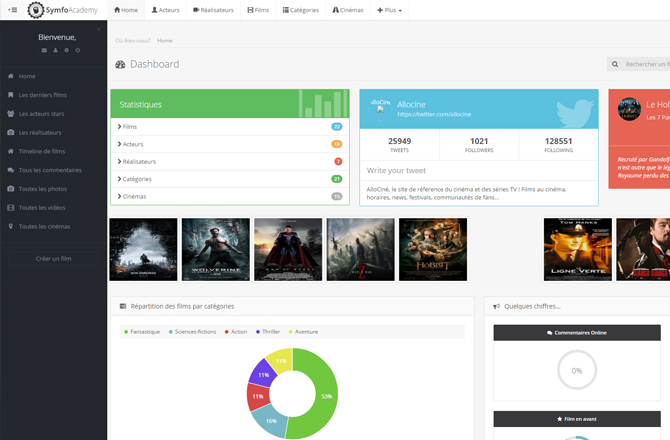 SymfoAcademy
Home
Acteurs
Réalisateurs
Films
Catégories
Cinémas
Plus
Bienvenue,
Home
Les derniers films
Les acteurs stars
Les réalisateurs
Timeline de films
Tous les commentaires
Toutes les photos
Toutes les vidéos
Toutes les cinémas
Créer un film
Où êtes-vous?
Home
Dashboard
Rechercher un fi
Statistiques
Films 22
Acteurs
Réalisateurs 7
Catégories 21
Cinémas
Allocine
https://twitter.com/allocine
25949 1021 128551
TWEETS FOLLOWERS FOLLOWING
Write your tweet
AlloCiné, le site de référence du cinéma et des séries TV ! Films au cinéma,
horaires, news, festivals, communautés de fans...
Le Hob
Les 7 Par
Recruté par Gandalf
n'est autre que le lég
Royaume perdu des
WOLVERINE
HOBBIT
TOM HANKS
LIGNE VERTE
Répartition des films par catégories
Fantastique Sciences-fictions Action Thriller Aventure
11%
11%
11%
16%
53%
Quelques chiffres...
Commentaires Online
0%
Film en avant